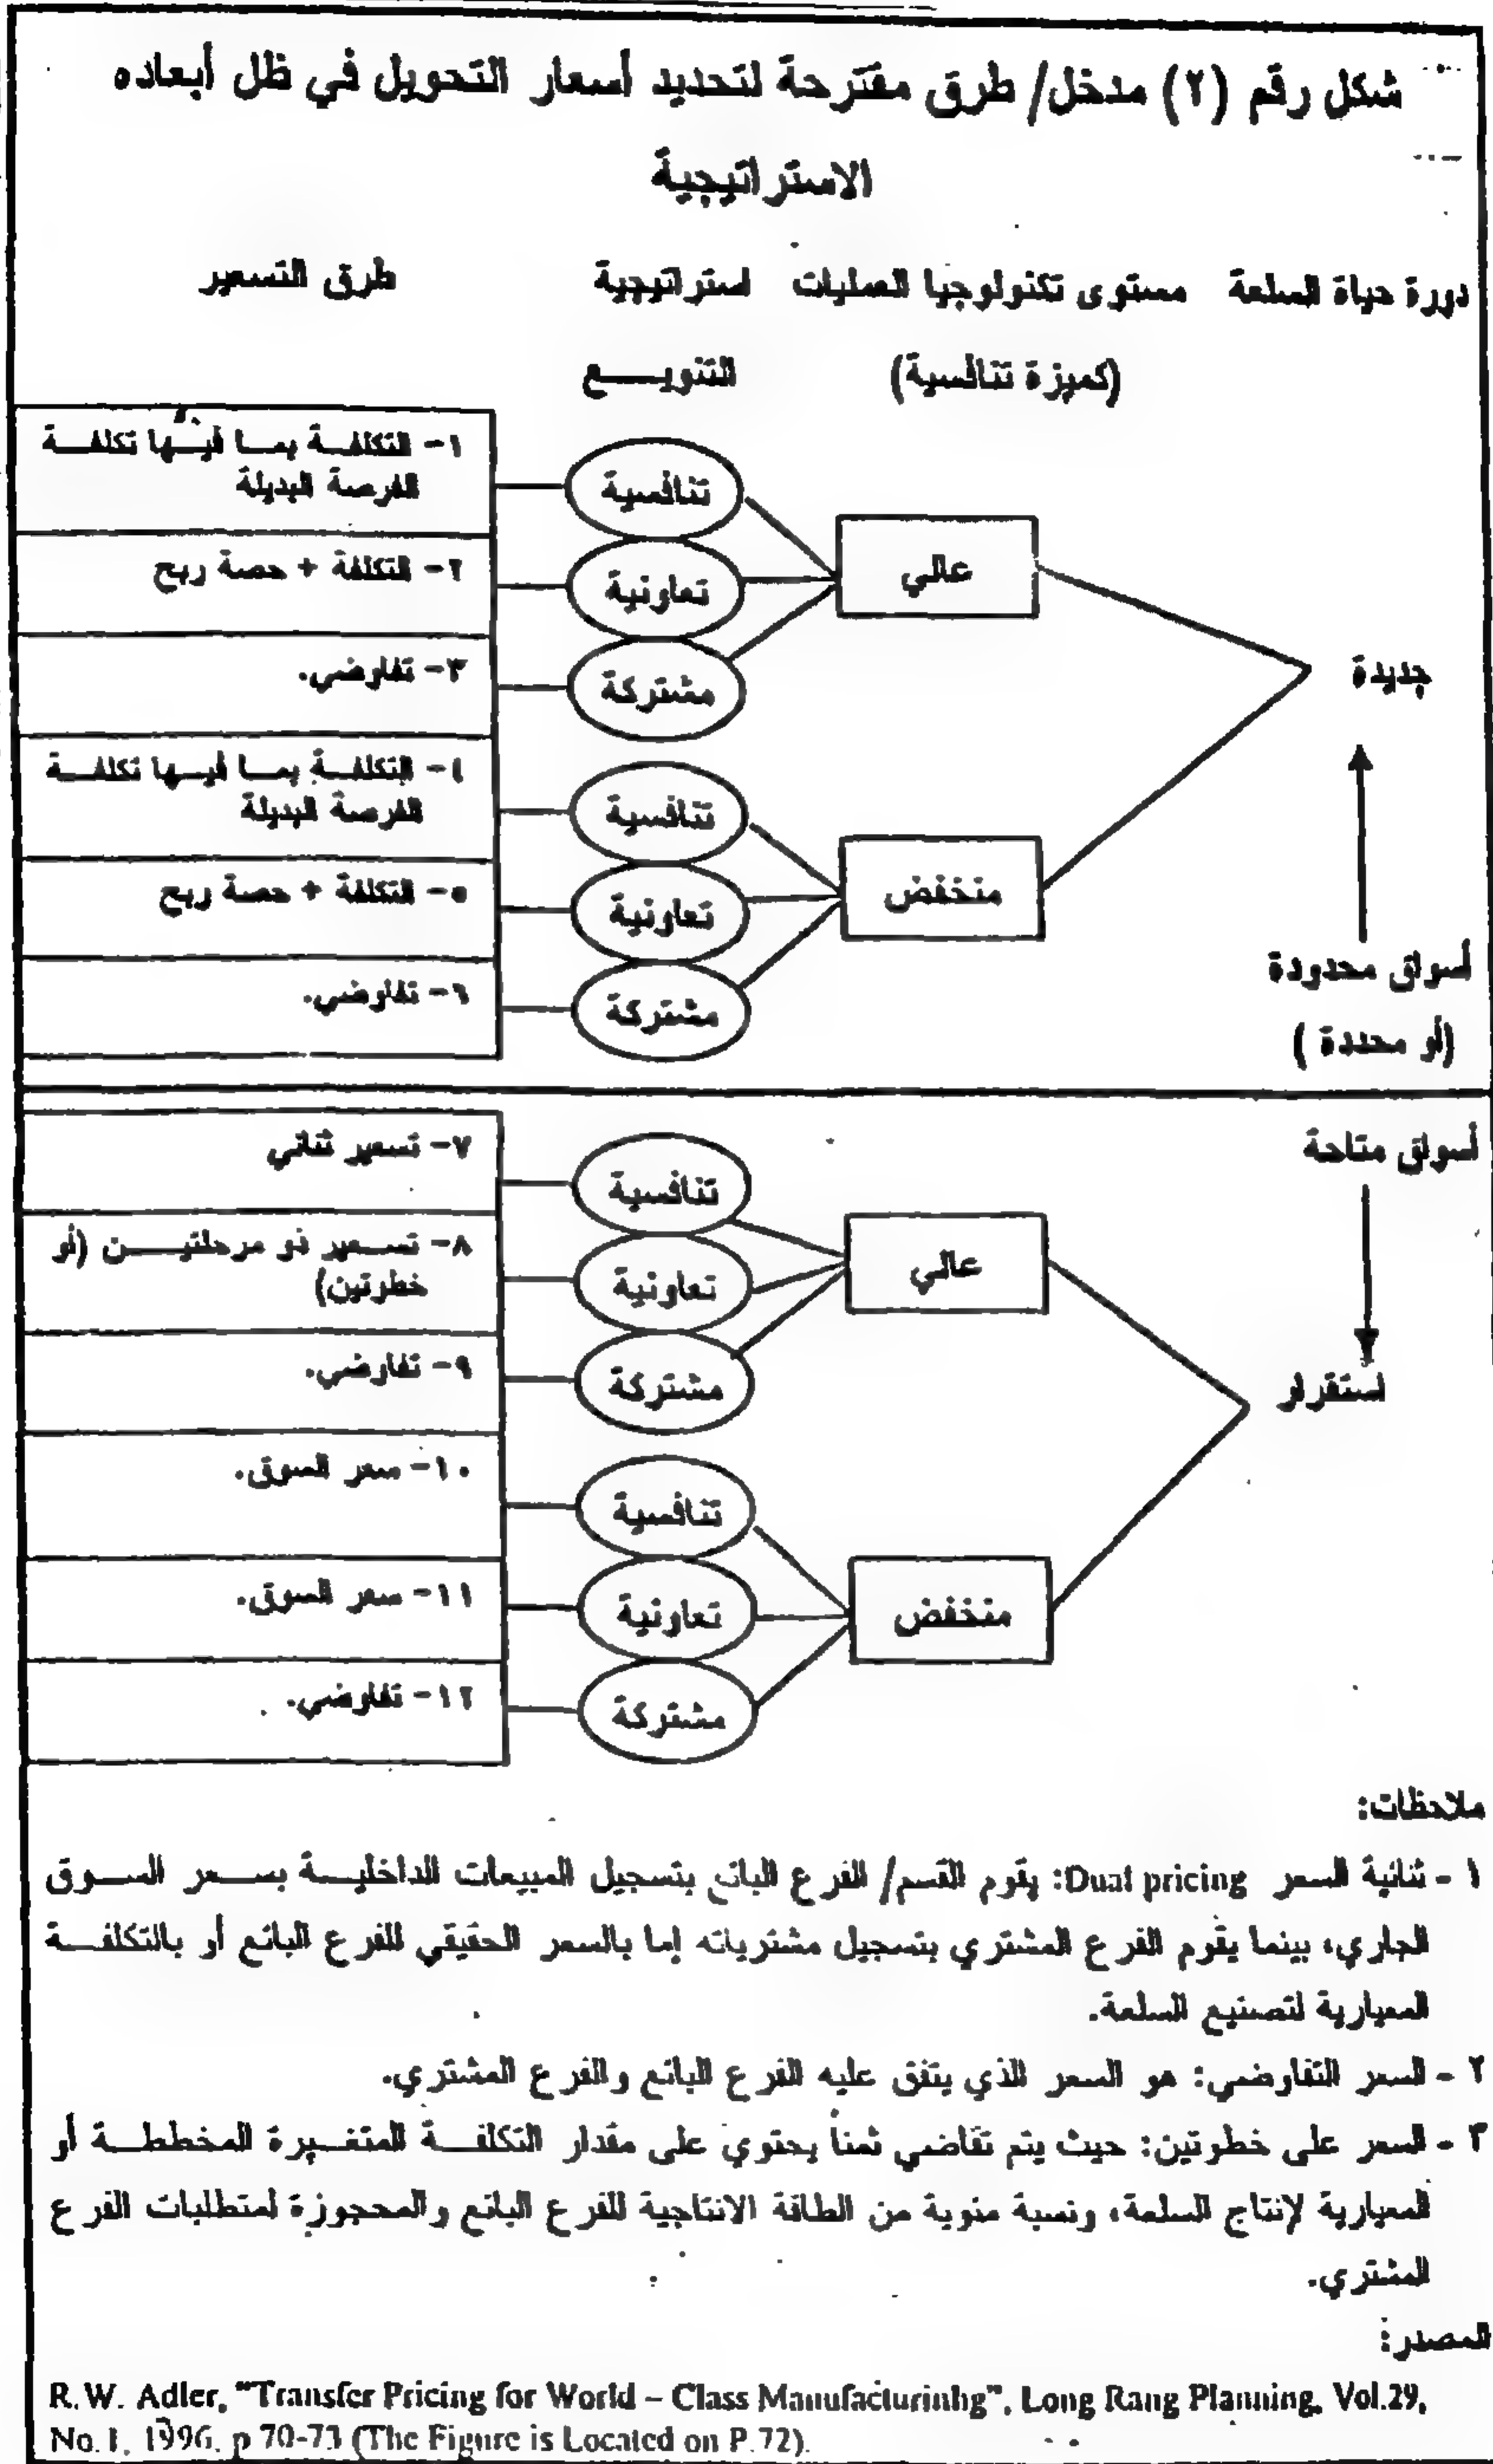 شكل رقم (٢) مدخل/ طرق مقترحة لتحديد أسعار التحويل في ظل أبعاده
الاستراتيجية
دورة حياة السلعة مستوى تكنولوجيا العمليات استراتيجية طرق التسعير
(كميزة تنافسية) التنويع
١- التكلفة بما فيها تكلفة
الفرصة البديلة
تنافسية
عالي
٢- التكلفة + حصة ربح
تعاونية
٣- تفاوضي.
مشتركة
جديدة
٤- التكلفة بما فيها تكلفة
الفرصة البديلة
تنافسية
منخفض
٥- التكلفة + حصة ربح
تعاونية
٦- تفاوضي.
مشتركة
أسواق محدودة
(أو محددة)
أسواق متاحة
٧- تسعير ثنائي
تنافسية
عالي
٨- تسعير ذو مرحلتين (أو
خطوتين)
تعاونية
٩- تفاوضي.
مشتركة
استقرار
١٠- سعر السوق.
تنافسية
منخفض
١١- سعر السوق.
تعاونية
١٢- تفاوضي.
مشتركة
ملاحظات:
١ - ثنائية السعر Dual pricing: يقوم القسم/ الفرع البائع بتسجيل المبيعات الداخلية بسعر السوق
الجاري، بينما يقوم الفرع المشتري بتسجيل مشترياته إما بالسعر الحقيقي للفرع البائع أو بالتكلفة
المعيارية لتصنيع السلعة.
٢ - السعر التفاوضي: هو السعر الذي يتفق عليه الفرع البائع والفرع المشتري.
٣ - السعر على خطوتين: حيث يتم تقاضي ثمناً يحتوي على مقدار التكلفة المتغيرة المخططة أو
المعيارية لإنتاج السلعة، ونسبة مئوية من الطاقة الانتاجية للفرع البائع والمحجوزة لمتطلبات الفرع
المشتري.
المصدر:
R.W. Adler, "Transfer Pricing for World – Class Manufacturinhg", Long Rang Planning, Vol.29,
No. 1, 1996, p 70-73 (The Figure is Located on P.72).